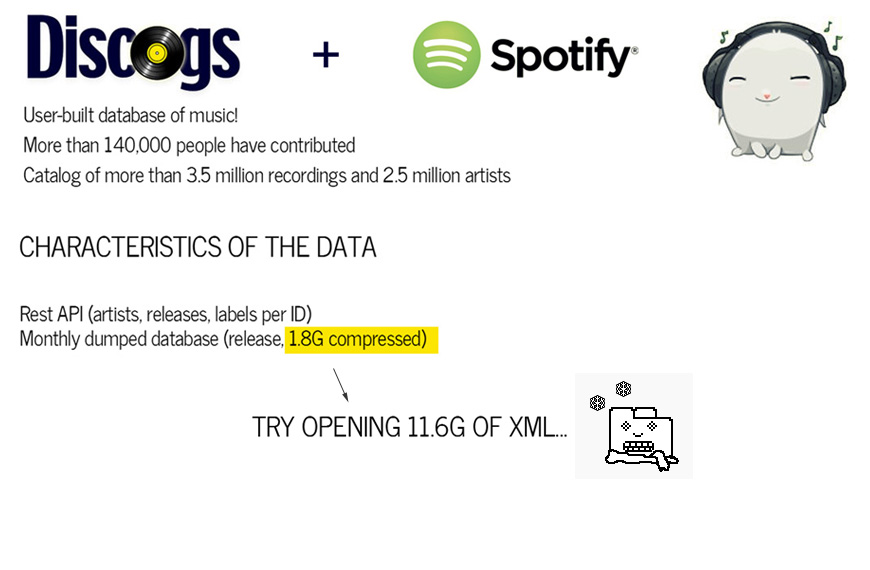 Discogs + Spotify®
User-built database of music!
More than 140,000 people have contributed
Catalog of more than 3.5 million recordings and 2.5 million artists
CHARACTERISTICS OF THE DATA
Rest API (artists, releases, labels per ID)
Monthly dumped database (release, 1.8G compressed)
TRY OPENING 11.6G OF XML...